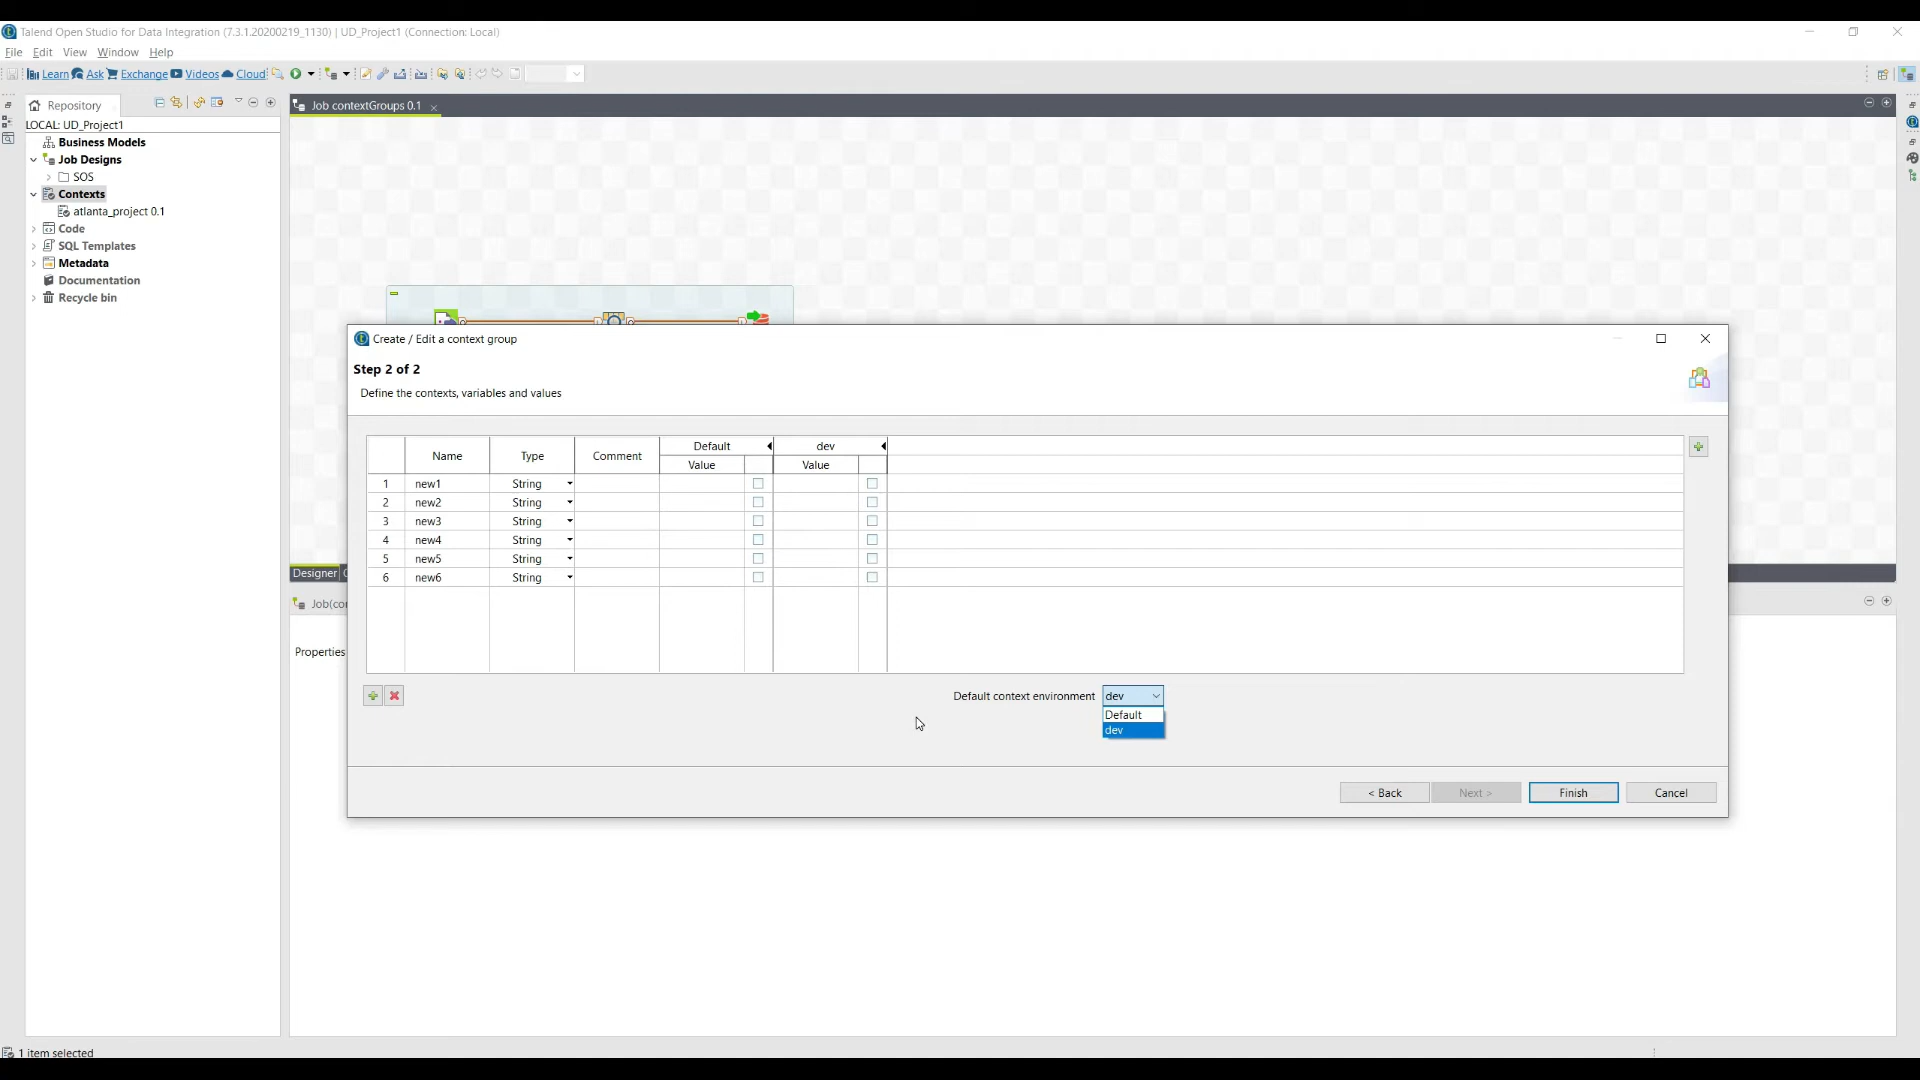 Talend Open Studio for Data Integration (7.3.1.20200219_1130) | UD_Project1 (Connection: Local)
File Edit View Window Help
Learn Ask Exchange Videos Cloud
Repository
Job contextGroups 0.1
LOCAL: UD_Project1
Business Models
Job Designs
SOS
Contexts
atlanta_project 0.1
Code
SQL Templates
Metadata
Documentation
Recycle bin
Create / Edit a context group
Step 2 of 2
Define the contexts, variables and values
Name Type Comment Default dev
Value Value
1 new1 String
2 new2 String
3 new3 String
4 new4 String
5 new5 String
6 new6 String
Designer
Job(con
Properties
Default context environment dev
Default
dev
< Back Next > Finish Cancel
1 item selected